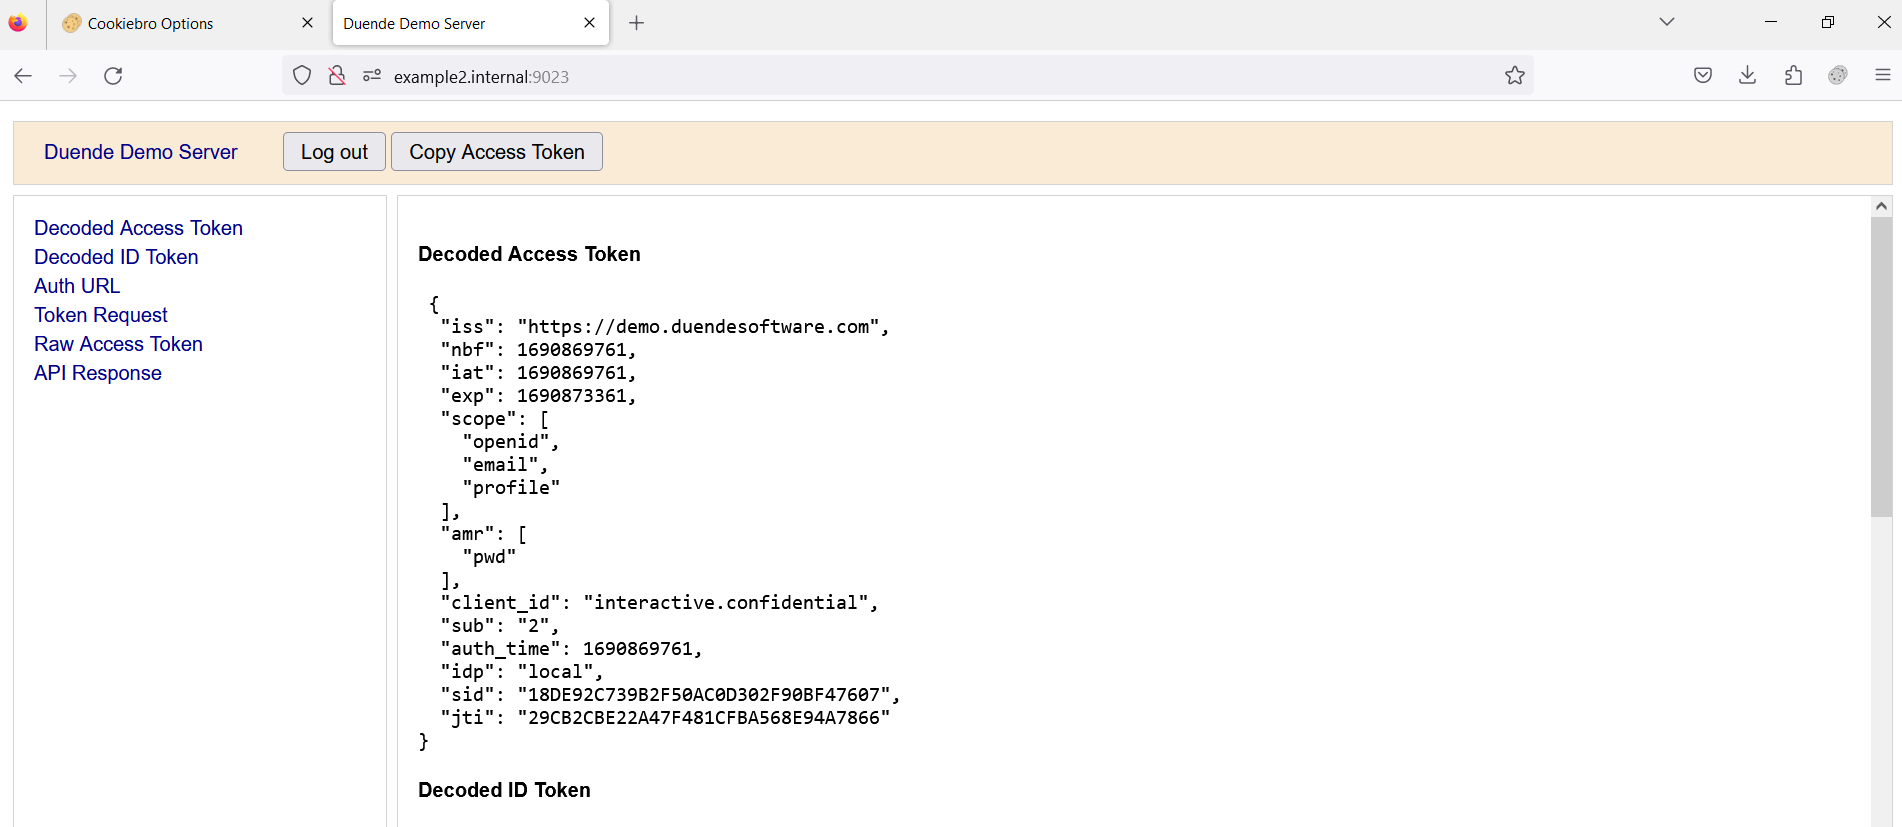 Cookiebro Options
Duende Demo Server
example2.internal:9023
Duende Demo Server
Log out
Copy Access Token
Decoded Access Token
Decoded ID Token
Auth URL
Token Request
Raw Access Token
API Response
Decoded Access Token
{
"iss": "https://demo.duendesoftware.com",
"nbf": 1690869761,
"iat": 1690869761,
"exp": 1690873361,
"scope": [
"openid",
"email",
"profile"
],
"amr": [
"pwd"
],
"client_id": "interactive.confidential",
"sub": "2",
"auth_time": 1690869761,
"idp": "local",
"sid": "18DE92C739B2F50AC0D302F90BF47607",
"jti": "29CB2CBE22A47F481CFBA568E94A7866"
}
Decoded ID Token